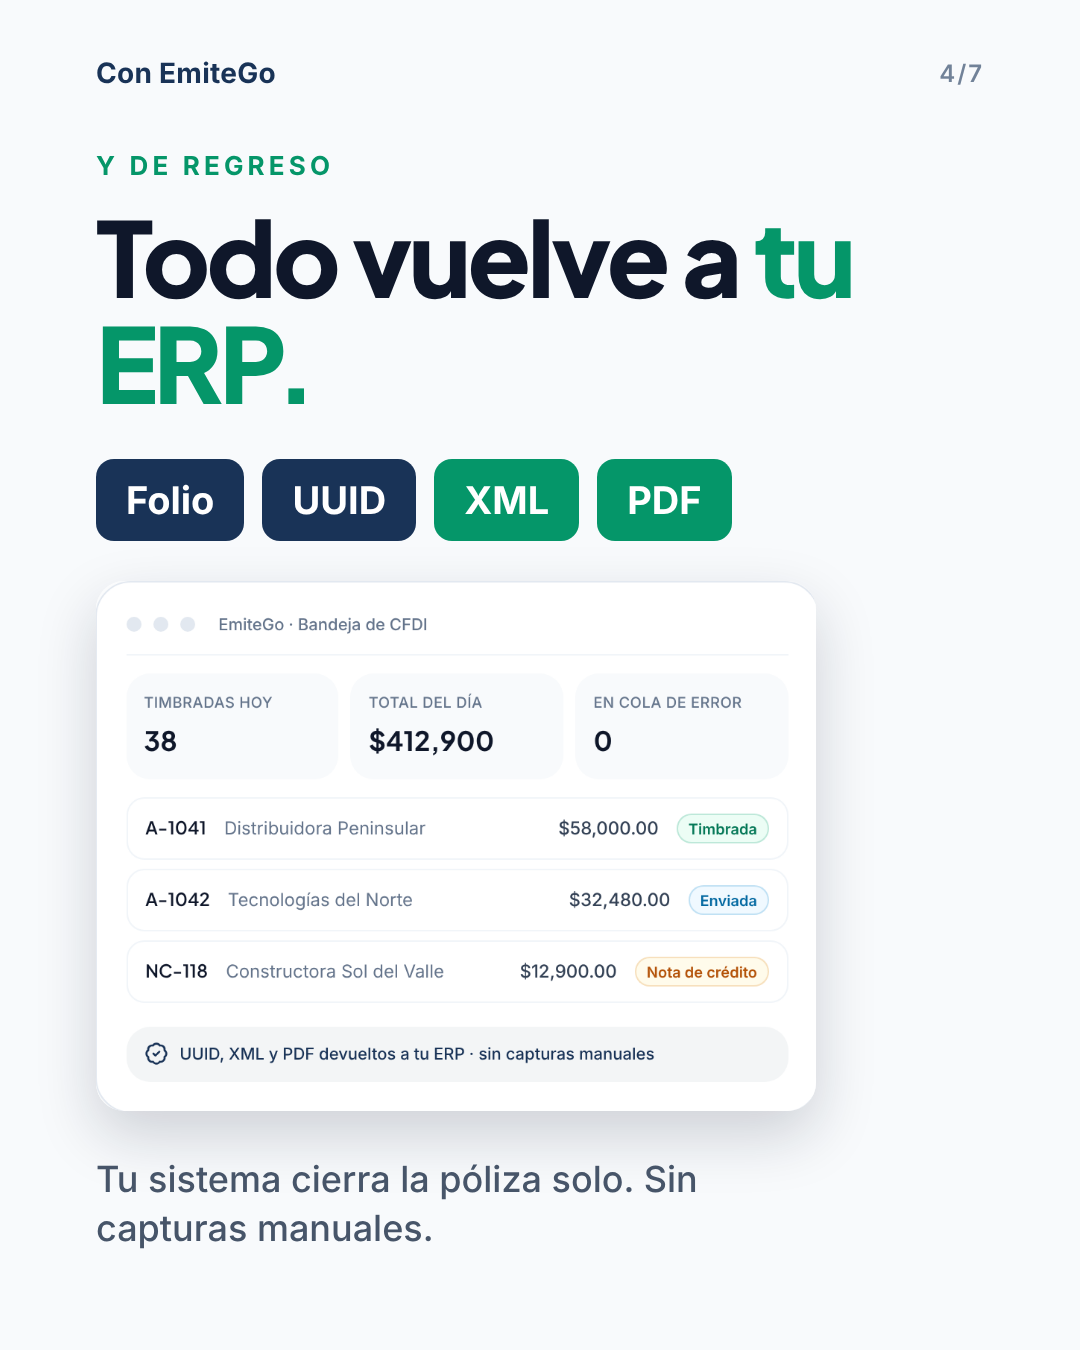 Con EmiteGo
4/7
Y DE REGRESO
Todo vuelve a tu
ERP.
Folio UUID XML PDF
EmiteGo · Bandeja de CFDI
TIMBRADAS HOY TOTAL DEL DÍA EN COLA DE ERROR
38 $412,900 0
A-1041 Distribuidora Peninsular $58,000.00 Timbrada
A-1042 Tecnologías del Norte $32,480.00 Enviada
NC-118 Constructora Sol del Valle $12,900.00 Nota de crédito
UUID, XML y PDF devueltos a tu ERP · sin capturas manuales
Tu sistema cierra la póliza solo. Sin
capturas manuales.